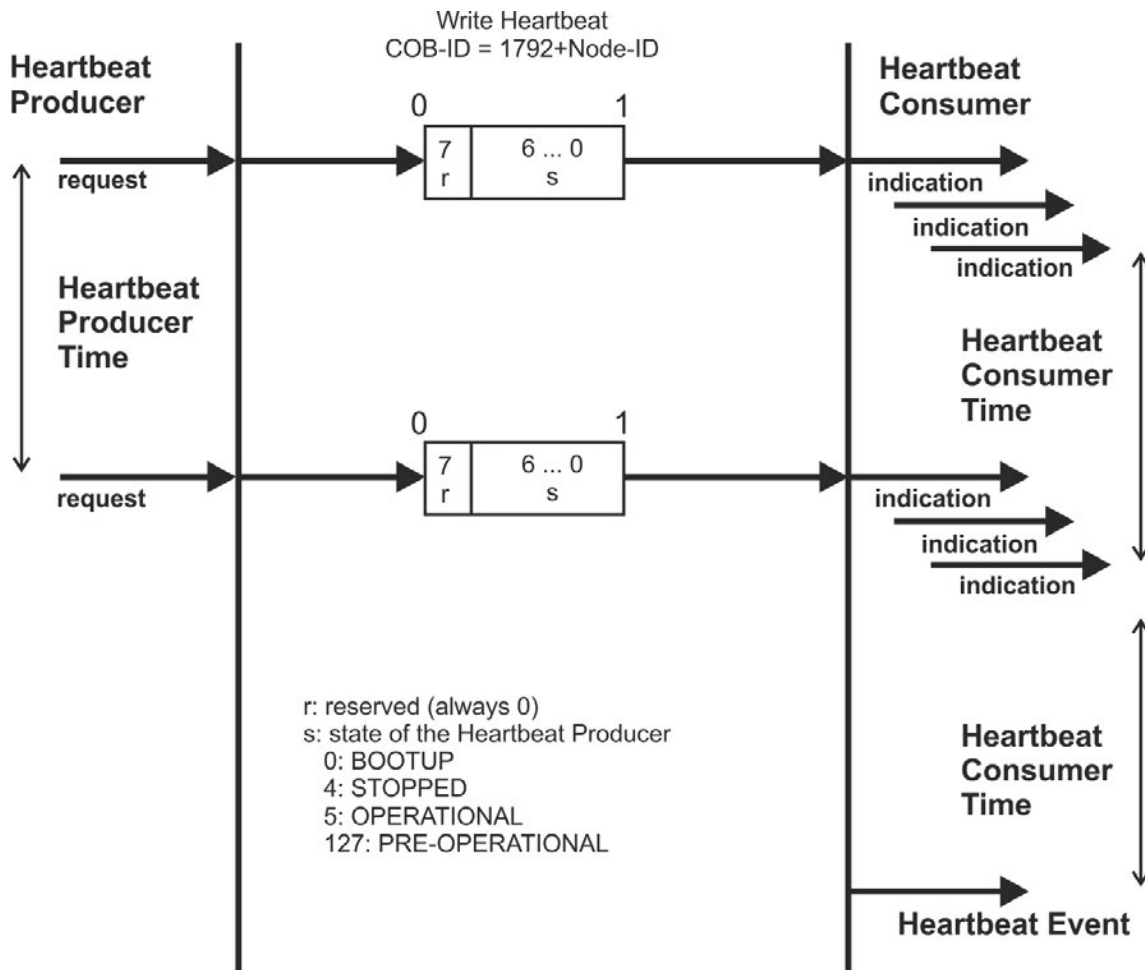 Write Heartbeat
COB-ID = 1792+Node-ID
Heartbeat
Producer
Heartbeat
Consumer
0 1
7 6 ... 0
r s
request
indication
indication
indication
Heartbeat
Producer
Time
Heartbeat
Consumer
Time
0 1
7 6 ... 0
r s
request
indication
indication
indication
r: reserved (always 0)
s: state of the Heartbeat Producer
0: BOOTUP
4: STOPPED
5: OPERATIONAL
127: PRE-OPERATIONAL
Heartbeat
Consumer
Time
Heartbeat Event